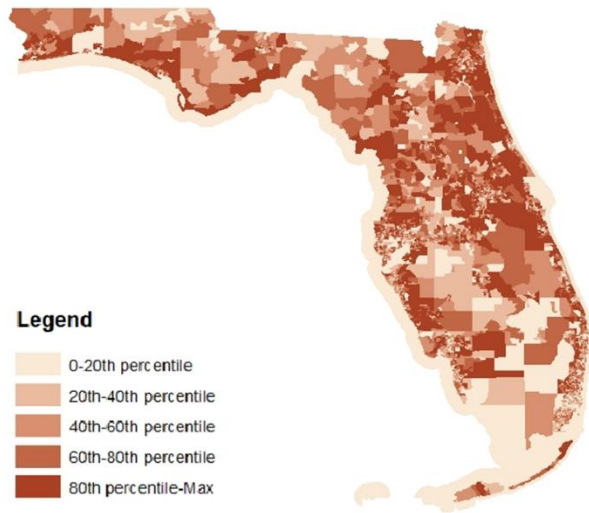 Legend
0-20th percentile
20th-40th percentile
40th-60th percentile
60th-80th percentile
80th percentile-Max